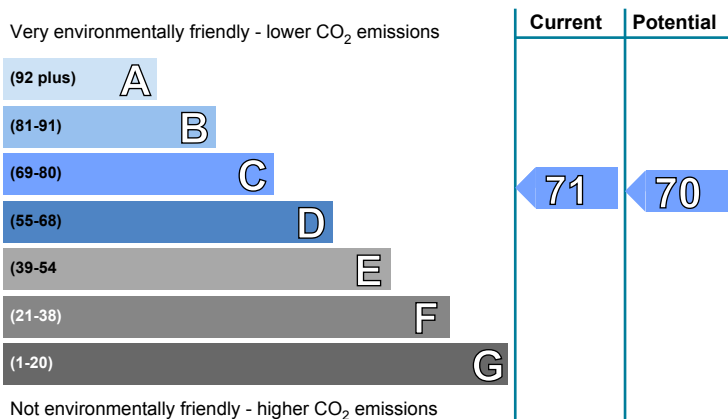 Current Potential
Very environmentally friendly - lower CO2 emissions
(92 plus) A
(81-91) B
(69-80) C
71 70
(55-68) D
(39-54 E
(21-38) F
(1-20) G
Not environmentally friendly - higher CO2 emissions